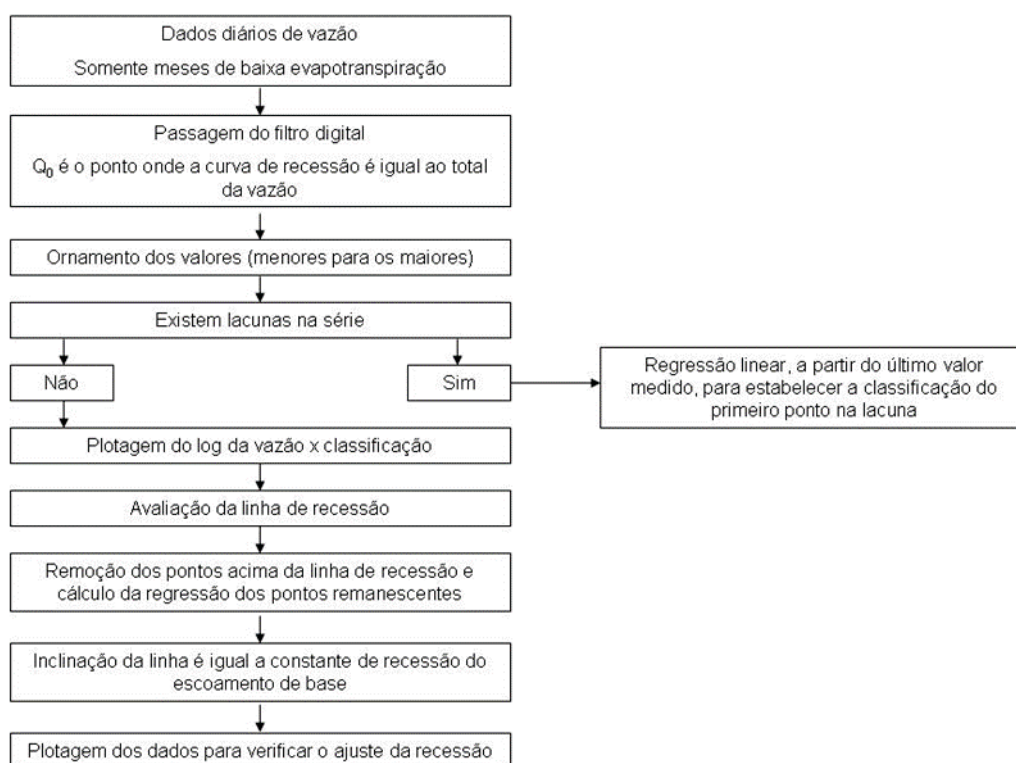 Dados diários de vazão
Somente meses de baixa evapotranspiração
Passagem do filtro digital
Q₀ é o ponto onde a curva de recessão é igual ao total
da vazão
Ornamento dos valores (menores para os maiores)
Existem lacunas na série
Não
Sim
Regressão linear, a partir do último valor
medido, para estabelecer a classificação do
primeiro ponto na lacuna
Plotagem do log da vazão x classificação
Avaliação da linha de recessão
Remoção dos pontos acima da linha de recessão e
cálculo da regressão dos pontos remanescentes
Inclinação da linha é igual a constante de recessão do
escoamento de base
Plotagem dos dados para verificar o ajuste da recessão